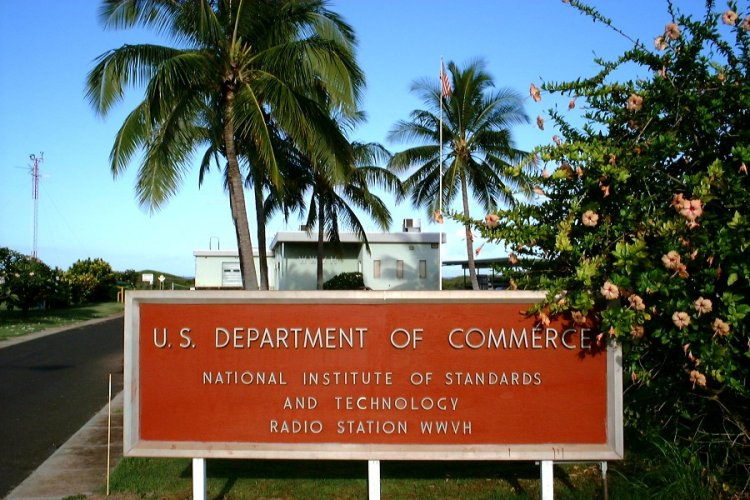 U. S. DEPARTMENT OF COMMERCE
NATIONAL INSTITUTE OF STANDARDS
AND TECHNOLOGY
RADIO STATION WWVH